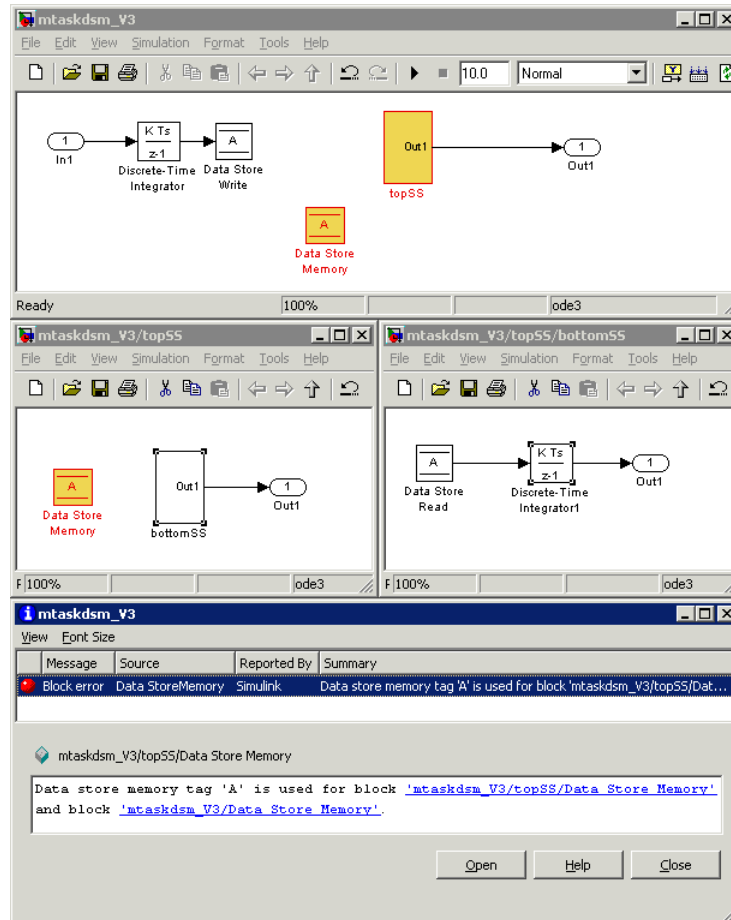 mtaskdsm_V3
File Edit View Simulation Format Tools Help
10.0 Normal
1
In1
K Ts
z-1
Discrete-Time
Integrator
A
Data Store
Write
Out1
topSS
1
Out1
A
Data Store
Memory
Ready 100% ode3
mtaskdsm_V3/topSS
File Edit View Simulation Format Tools Help
A
Data Store
Memory
Out1
bottomSS
1
Out1
F 100% ode3
mtaskdsm_V3/topSS/bottomSS
File Edit View Simulation Format Tools Help
A
Data Store
Read
K Ts
z-1
Discrete-Time
Integrator1
1
Out1
F 100% ode3
mtaskdsm_V3
View Font Size
Message Source Reported By Summary
Block error Data StoreMemory Simulink Data store memory tag 'A' is used for block 'mtaskdsm_V3/topSS/Dat...
mtaskdsm_V3/topSS/Data Store Memory
Data store memory tag 'A' is used for block 'mtaskdsm_V3/topSS/Data Store Memory'
and block 'mtaskdsm_V3/Data Store Memory'.
Open Help Close